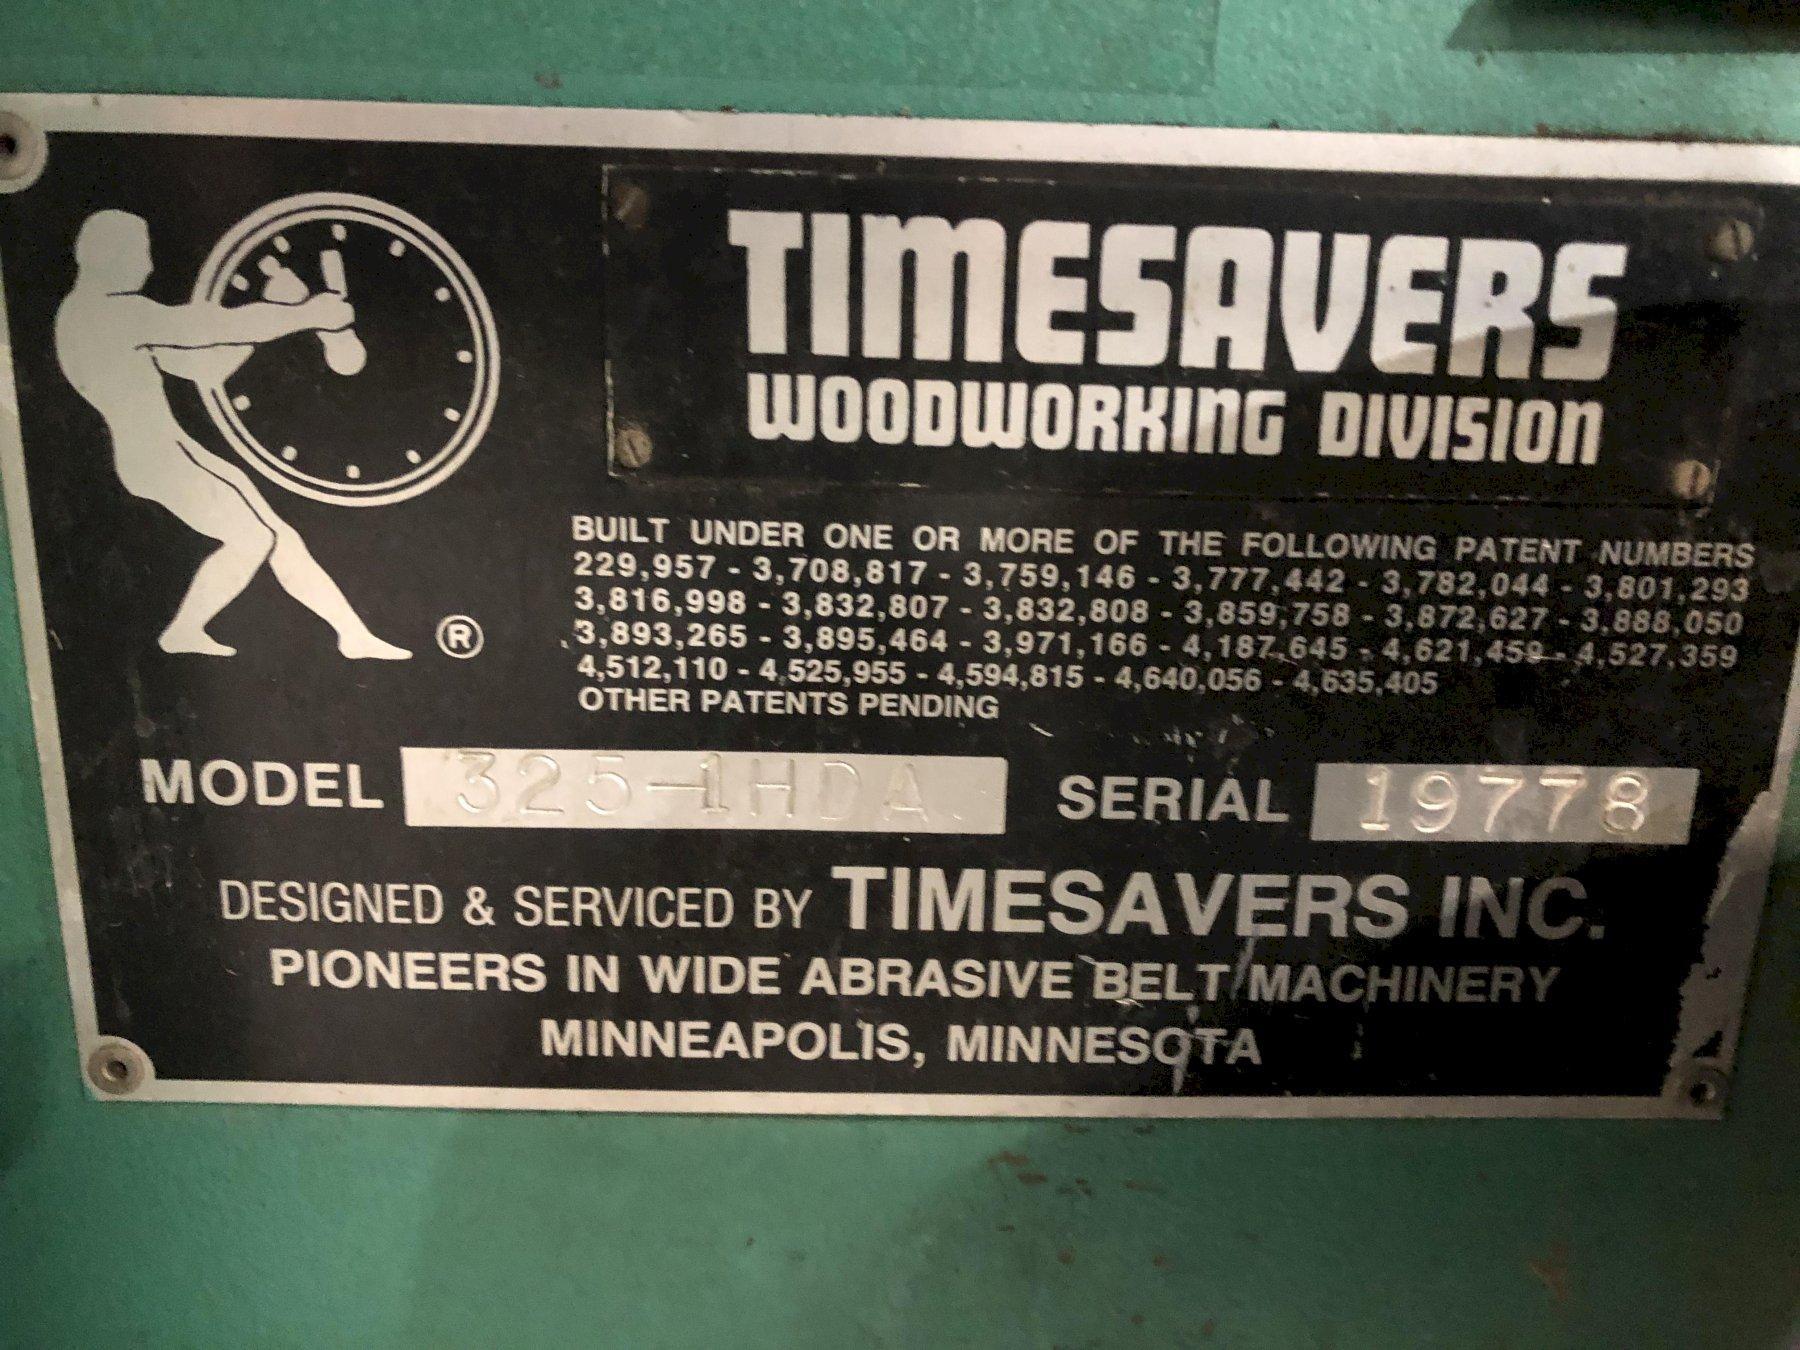 TIMESAVERS
WOODWORKING DIVISION
BUILT UNDER ONE OR MORE OF THE FOLLOWING PATENT NUMBERS
229,957 - 3,708,817 - 3,759,146 - 3,777,442 - 3,782,044 - 3,801,293
3,816,998 - 3,832,807 - 3,832,808 - 3,859,758 - 3,872,627 - 3,888,050
3,893,265 - 3,895,464 - 3,971,166 - 4,187,645 - 4,621,459 - 4,527,359
4,512,110 - 4,525,955 - 4,594,815 - 4,640,056 - 4,635,405
OTHER PATENTS PENDING
®
MODEL 325-1HDA SERIAL 19778
DESIGNED & SERVICED BY TIMESAVERS INC.
PIONEERS IN WIDE ABRASIVE BELT MACHINERY
MINNEAPOLIS, MINNESOTA